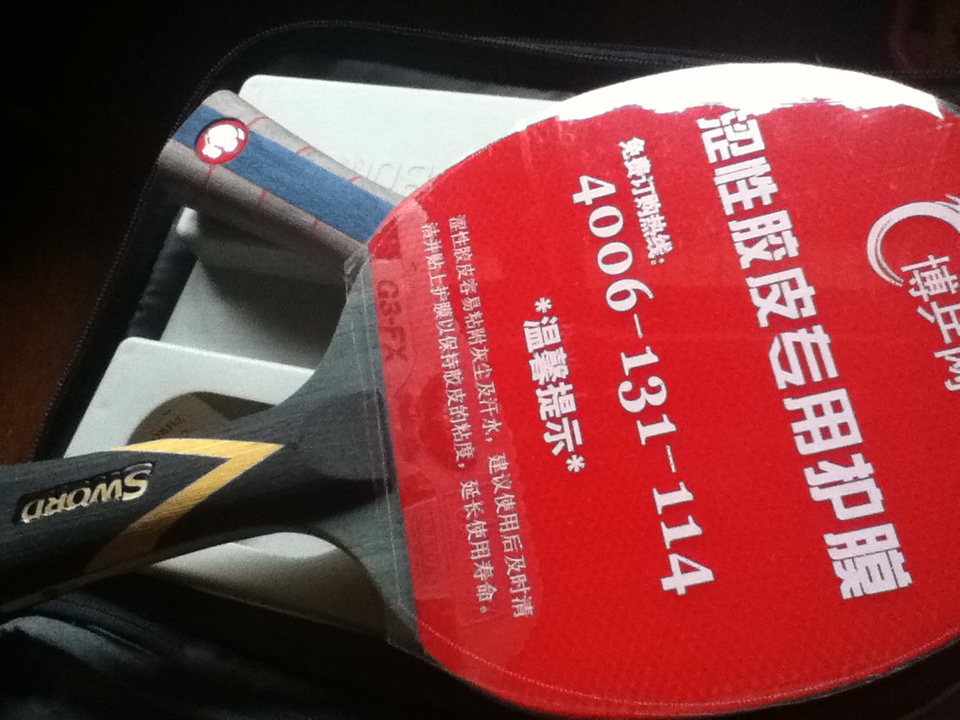 博乒网
涩性胶皮专用护膜
免费订购热线:
4006-131-114
*温馨提示*
涩性胶皮容易粘附灰尘及汗水，建议使用后及时清
洁并贴上护膜以保持胶皮的粘度，延长使用寿命。
G3-FX
SWORD